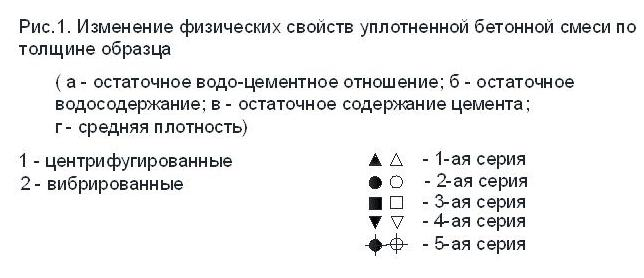 Рис.1. Изменение физических свойств уплотненной бетонной смеси по
толщине образца
( а - остаточное водо-цементное отношение; б - остаточное
водосодержание; в - остаточное содержание цемента;
г - средняя плотность)
1 - центрифугированные
2 - вибрированные
- 1-ая серия
- 2-ая серия
- 3-ая серия
- 4-ая серия
- 5-ая серия